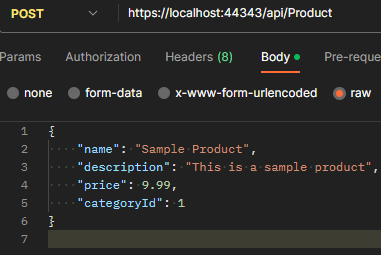 POST https://localhost:44343/api/Product
Params Authorization Headers (8) Body Pre-reque
none form-data x-www-form-urlencoded raw
1 {
2 "name": "Sample Product",
3 "description": "This is a sample product",
4 "price": 9.99,
5 "categoryId": 1
6 }
7